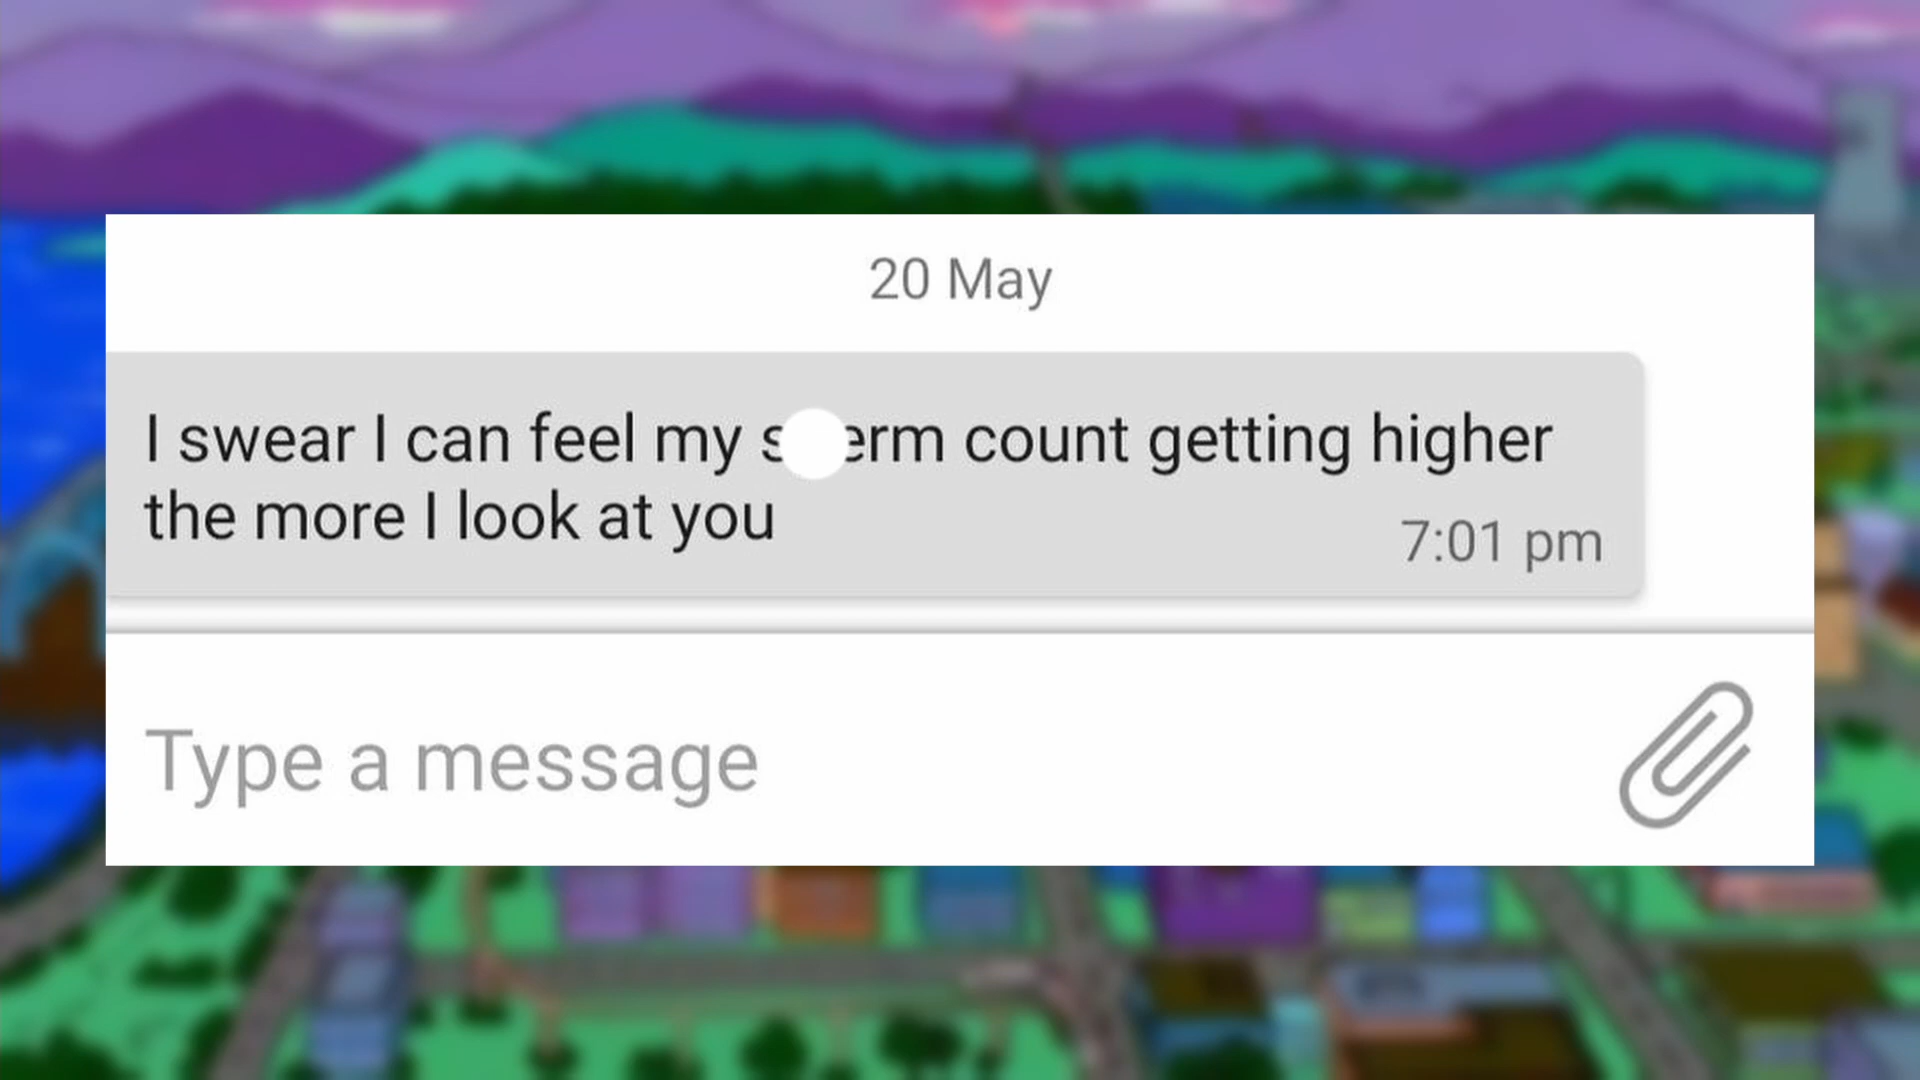 20 May
I swear I can feel my s erm count getting higher
the more I look at you
7:01 pm
Type a message